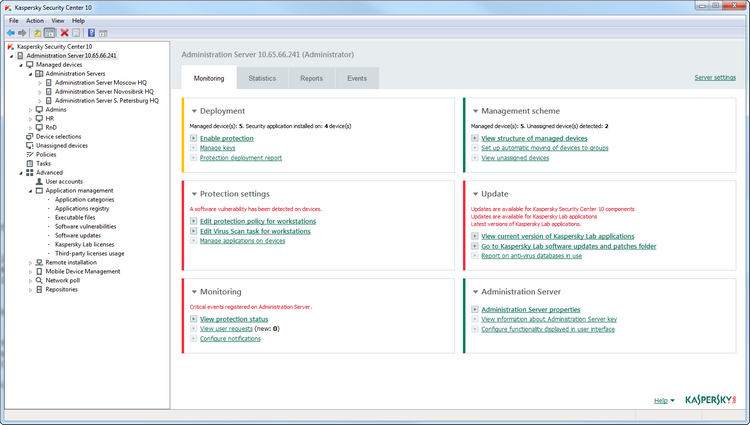 Kaspersky Security Center 10
File Action View Help
Kaspersky Security Center 10
Administration Server 10.65.66.241
Managed devices
Administration Servers
Administration Server Moscow HQ
Administration Server Novosibirsk HQ
Administration Server S. Petersburg HQ
Admins
HR
RnD
Device selections
Unassigned devices
Policies
Tasks
Advanced
User accounts
Application management
Application categories
Applications registry
Executable files
Software vulnerabilities
Software updates
Kaspersky Lab licenses
Third-party licenses usage
Remote installation
Mobile Device Management
Network poll
Repositories
Administration Server 10.65.66.241 (Administrator)
Monitoring Statistics Reports Events
Server settings
Deployment
Managed device(s): 5. Security application installed on: 4 device(s)
Enable protection
Manage keys
Protection deployment report
Management scheme
Managed device(s): 5. Unassigned device(s) detected: 2
View structure of managed devices
Set up automatic moving of devices to groups
View unassigned devices
Protection settings
A software vulnerability has been detected on devices.
Edit protection policy for workstations
Edit Virus Scan task for workstations
Manage applications on devices
Update
Updates are available for Kaspersky Security Center 10 components
Updates are available for Kaspersky Lab applications
Latest versions of Kaspersky Lab applications.
View current version of Kaspersky Lab applications
Go to Kaspersky Lab software updates and patches folder
Report on anti-virus databases in use
Monitoring
Critical events registered on Administration Server.
View protection status
View user requests (new: 0)
Configure notifications
Administration Server
Administration Server properties
View information about Administration Server key
Configure functionality displayed in user interface
Help
KASPERSKY